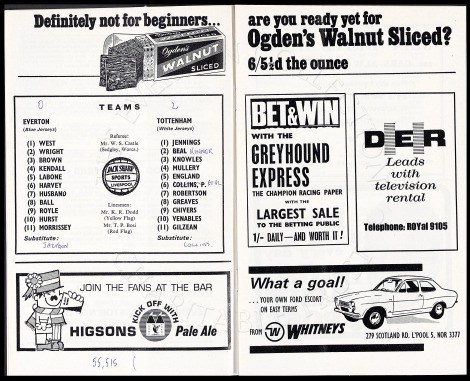 Definitely not for beginners...
Ogden's
WALNUT
SLICED
0 2
TEAMS
EVERTON
(Blue Jerseys)
(1) WEST
(2) WRIGHT
(3) BROWN
(4) KENDALL
(5) LABONE
(6) HARVEY
(7) HUSBAND
(8) BALL
(9) ROYLE
(10) HURST
(11) MORRISSEY
Substitute:
JACKSON
Referee:
Mr. W. S. Castle
(Sedgley, Worcs.)
JACK SHARP
SPORTS
LIVERPOOL
Linesmen:
Mr. K. R. Dodd
(Yellow Flag)
Mr. T. P. Bosi
(Red Flag)
TOTTENHAM
(White Jerseys)
(1) JENNINGS
(2) BEAL KINNEAR
(3) KNOWLES
(4) MULLERY
(5) ENGLAND
(6) COLLINS, P. BEAL
(7) ROBERTSON
(8) GREAVES
(9) CHIVERS
(10) VENABLES
(11) GILZEAN
Substitute:
COLLINS
JOIN THE FANS AT THE BAR
KICK OFF WITH
HIGSONS Pale Ale
55,515
are you ready yet for
Ogden's Walnut Sliced?
6/5½d the ounce
BET & WIN
WITH THE
GREYHOUND
EXPRESS
THE CHAMPION RACING PAPER
WITH THE
LARGEST SALE
TO THE BETTING PUBLIC
1/- DAILY—AND WORTH IT!
DER
Leads
with
television
rental
Telephone: ROYAL 9105
What a goal!
. . . YOUR OWN FORD ESCORT
ON EASY TERMS
FROM W WHITNEYS
279 SCOTLAND RD. L'POOL 5, NOR 3377